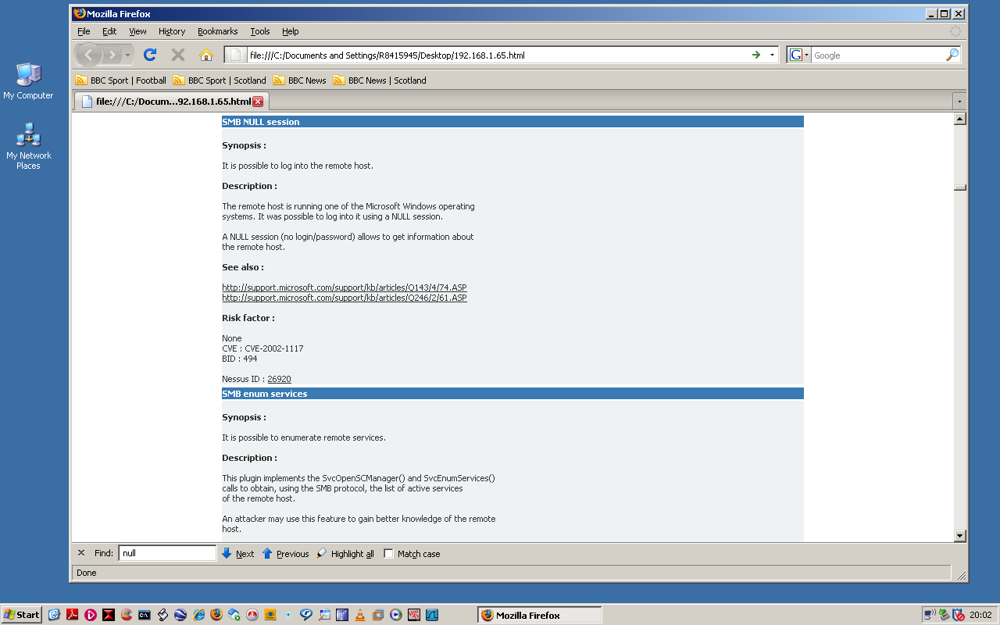 Mozilla Firefox
File Edit View History Bookmarks Tools Help
file:///C:/Documents and Settings/R8415945/Desktop/192.168.1.65.html
G Google
BBC Sport | Football BBC Sport | Scotland BBC News BBC News | Scotland
file:///C:/Docum...92.168.1.65.html
My Computer
My Network
Places
SMB NULL session
Synopsis :
It is possible to log into the remote host.
Description :
The remote host is running one of the Microsoft Windows operating
systems. It was possible to log into it using a NULL session.
A NULL session (no login/password) allows to get information about
the remote host.
See also :
http://support.microsoft.com/support/kb/articles/Q143/4/74.ASP
http://support.microsoft.com/support/kb/articles/Q246/2/61.ASP
Risk factor :
None
CVE : CVE-2002-1117
BID : 494
Nessus ID : 26920
SMB enum services
Synopsis :
It is possible to enumerate remote services.
Description :
This plugin implements the SvcOpenSCManager() and SvcEnumServices()
calls to obtain, using the SMB protocol, the list of active services
of the remote host.
An attacker may use this feature to gain better knowledge of the remote
host.
Find: null Next Previous Highlight all Match case
Done
Start Mozilla Firefox 20:02